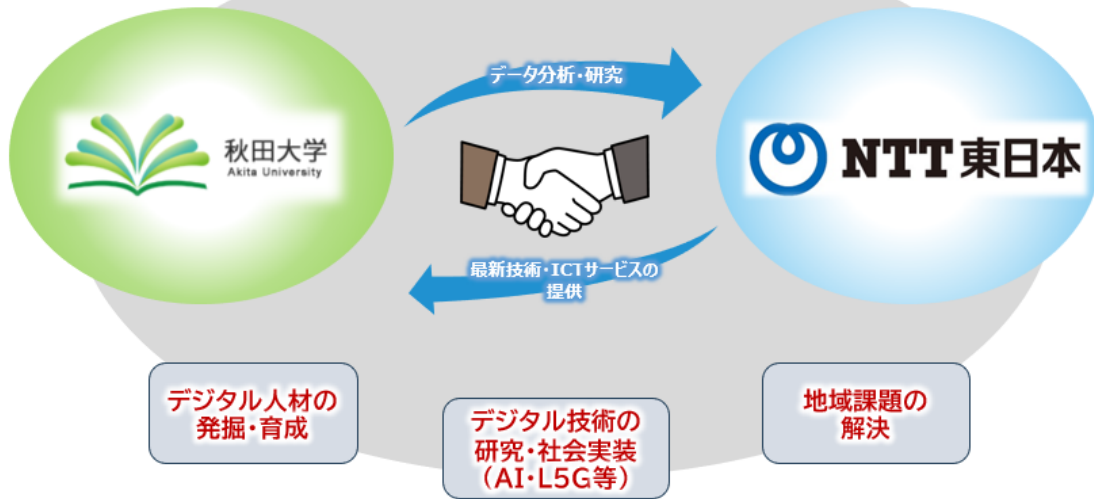 データ分析・研究
秋田大学
Akita University
NTT東日本
最新技術・ICTサービスの
提供
デジタル人材の
発掘・育成
デジタル技術の
研究・社会実装
（AI・L5G等）
地域課題の
解決